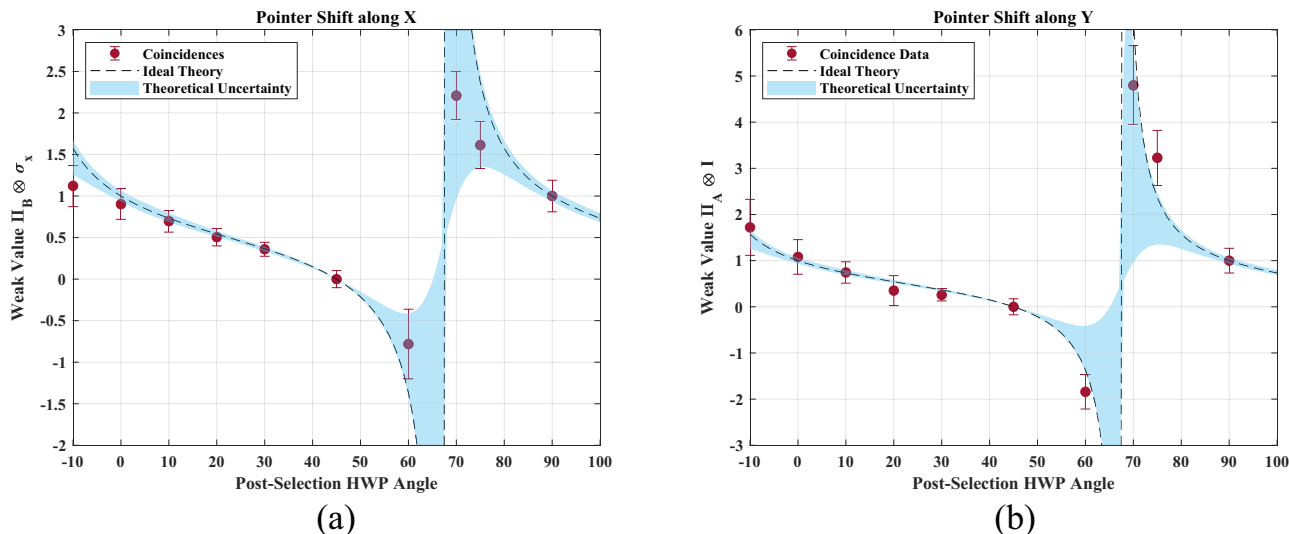 Pointer Shift along X
Coincidences
Ideal Theory
Theoretical Uncertainty
Weak Value Π_B ⊗ σ_x
3
2.5
2
1.5
1
0.5
0
-0.5
-1
-1.5
-2
-10 0 10 20 30 40 50 60 70 80 90 100
Post-Selection HWP Angle
(a)
Pointer Shift along Y
Coincidence Data
Ideal Theory
Theoretical Uncertainty
Weak Value Π_A ⊗ I
6
5
4
3
2
1
0
-1
-2
-3
-10 0 10 20 30 40 50 60 70 80 90 100
Post-Selection HWP Angle
(b)